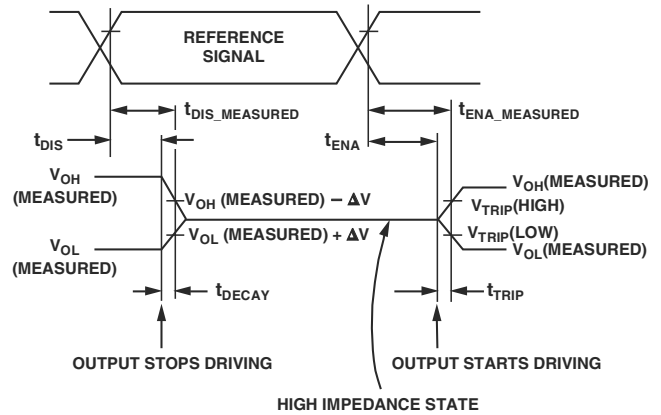 REFERENCE
SIGNAL
tDIS_MEASURED
tENA_MEASURED
tDIS
tENA
VOH
(MEASURED)
VOH (MEASURED) – ΔV
VOH(MEASURED)
VTRIP(HIGH)
VOL
(MEASURED)
VOL (MEASURED) + ΔV
VTRIP(LOW)
VOL(MEASURED)
tDECAY
tTRIP
OUTPUT STOPS DRIVING
OUTPUT STARTS DRIVING
HIGH IMPEDANCE STATE